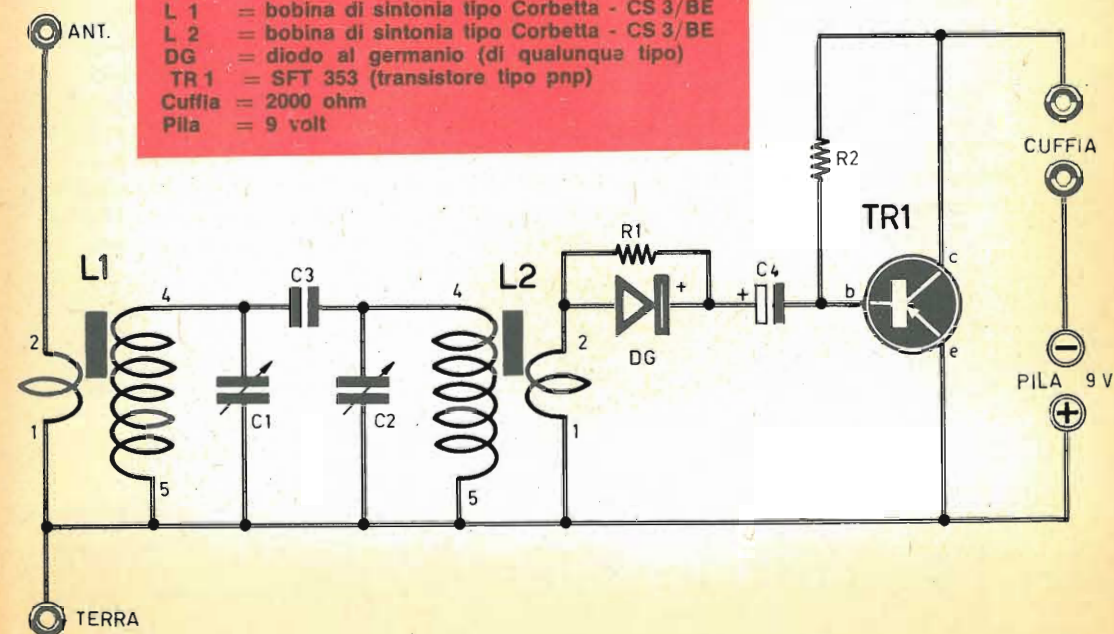 L 1 = bobina di sintonia tipo Corbetta - CS 3/BE
L 2 = bobina di sintonia tipo Corbetta - CS 3/BE
DG = diodo al germanio (di qualunque tipo)
TR 1 = SFT 353 (transistore tipo pnp)
Cuffia = 2000 ohm
Pila = 9 volt
ANT.
CUFFIA
R2
TR1
R1
L1
C3
L2
C4
c
4
4
+
+
b
2
2
DG
e
−
PILA 9 V
C1
C2
+
1
1
5
5
TERRA